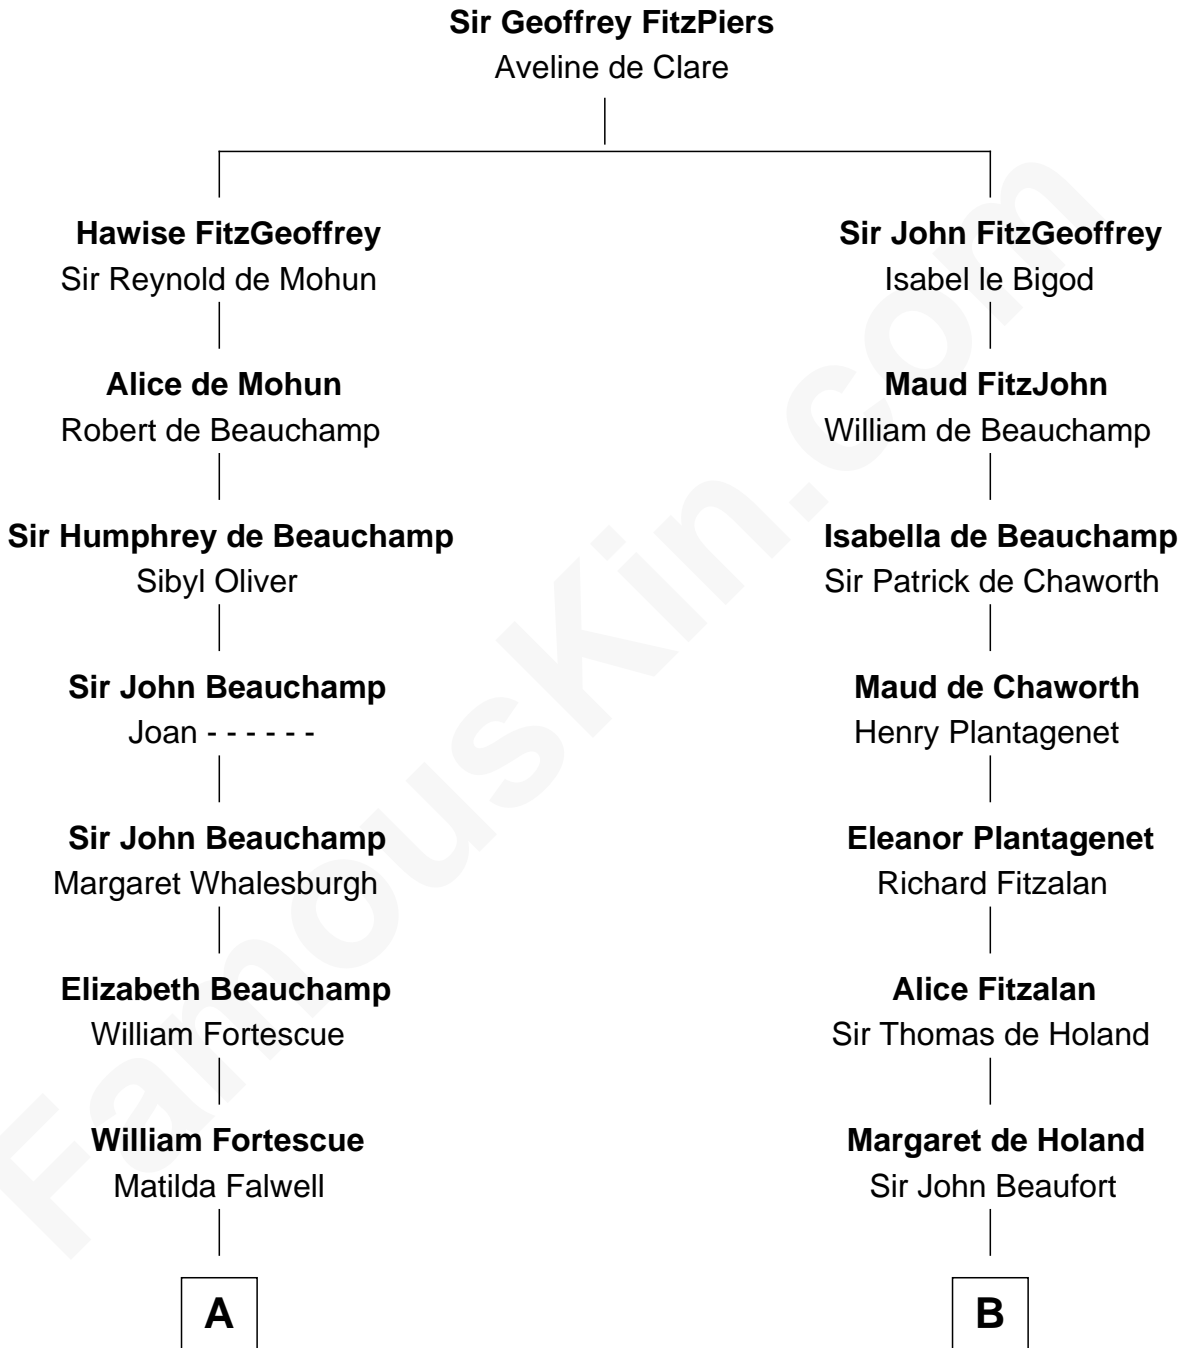 Sir Geoffrey FitzPiers
Aveline de Clare
Hawise FitzGeoffrey
Sir Reynold de Mohun
Sir John FitzGeoffrey
Isabel le Bigod
Alice de Mohun
Robert de Beauchamp
Maud FitzJohn
William de Beauchamp
Sir Humphrey de Beauchamp
Sibyl Oliver
Isabella de Beauchamp
Sir Patrick de Chaworth
Sir John Beauchamp
Joan - - - - - -
Maud de Chaworth
Henry Plantagenet
Sir John Beauchamp
Margaret Whalesburgh
Eleanor Plantagenet
Richard Fitzalan
Elizabeth Beauchamp
William Fortescue
Alice Fitzalan
Sir Thomas de Holand
William Fortescue
Matilda Falwell
Margaret de Holand
Sir John Beaufort
A
B
FamousKin.com